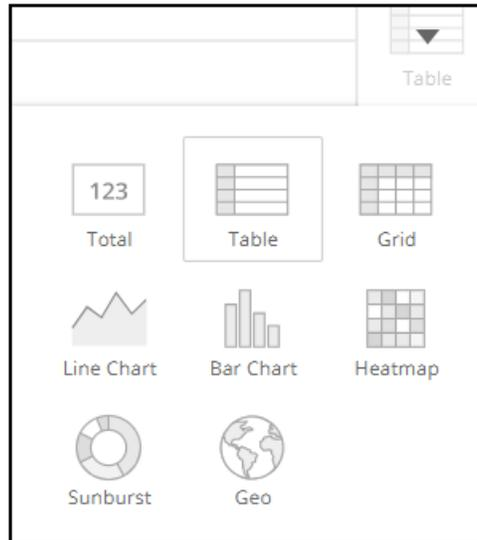 Table
123
Total Table Grid
Line Chart Bar Chart Heatmap
Sunburst Geo